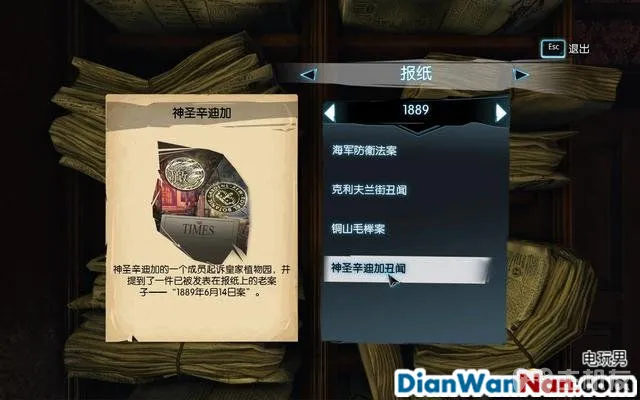 Esc 退出
报纸
神圣辛迪加
1889
海军防衛法案
克利夫兰街丑闻
铜山毛榉案
神圣辛迪加丑闻
TIMES
神圣辛迪加的一个成员起诉皇家植物园，并
提到了一件已被发表在报纸上的老案
子——“1889年6月14日案”。
电玩男
DianWanNan.com